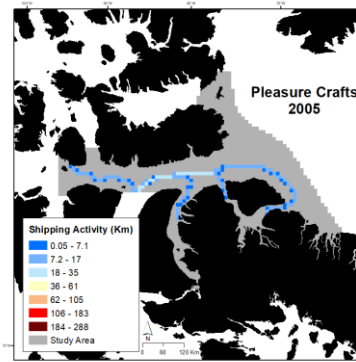 Pleasure Crafts
2005
Shipping Activity (Km)
0.05 - 7.1
7.2 - 17
18 - 35
36 - 61
62 - 105
106 - 183
184 - 288
Study Area
N
0
60
120 Km